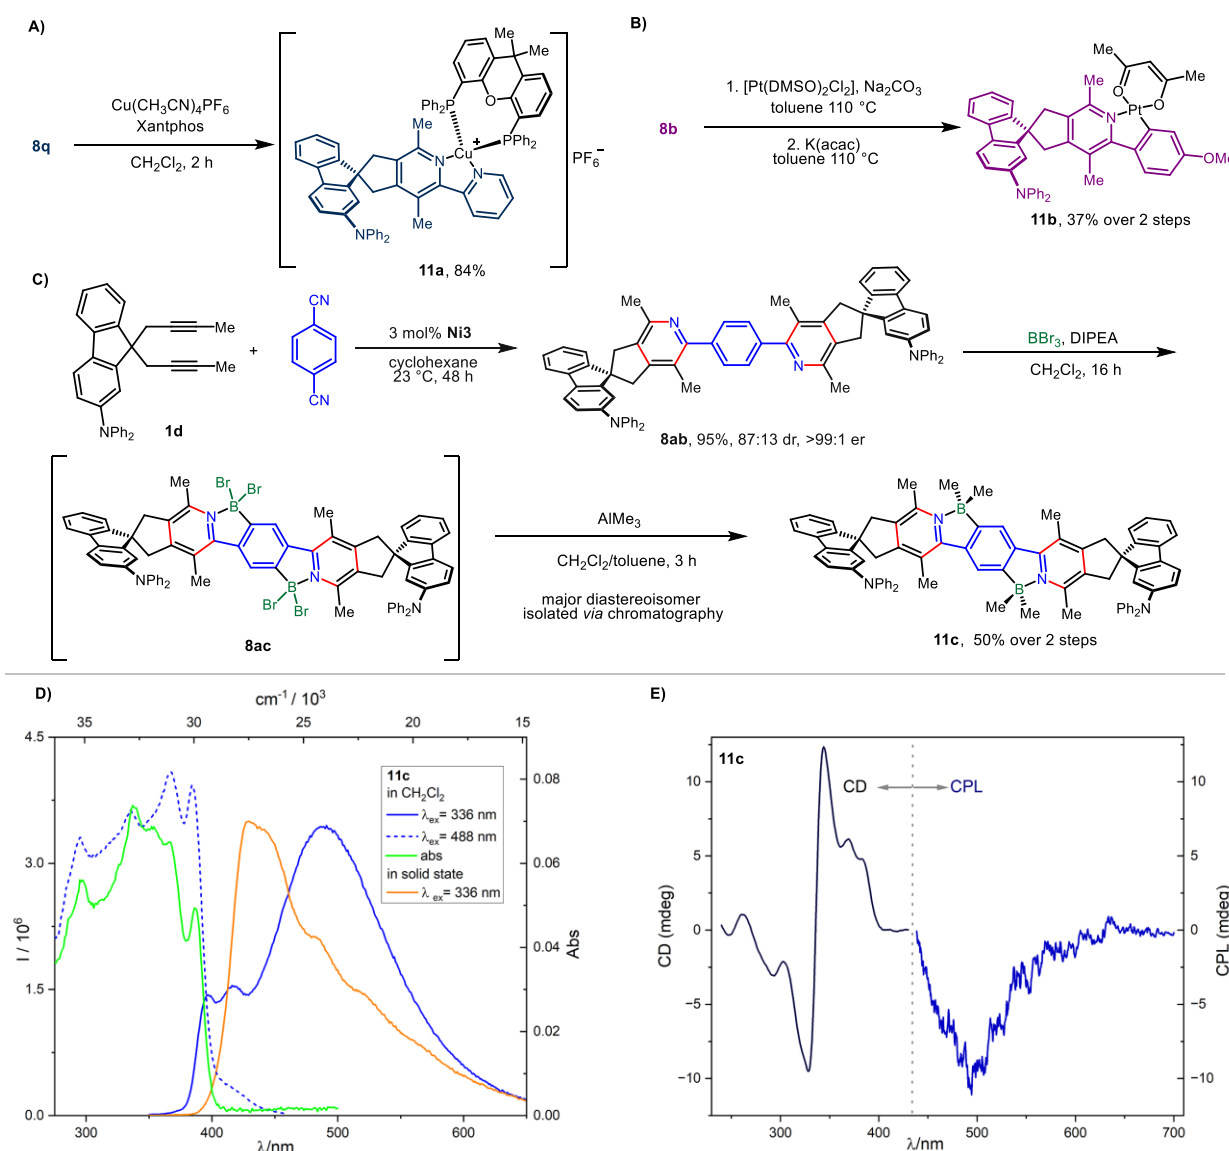 A)
8q
Cu(CH3CN)4PF6
Xantphos
CH2Cl2, 2 h
Me
Me
O
Ph2P
PPh2
Me
Cu
+
N
N
Me
NPh2
PF6−
11a, 84%
B)
8b
1. [Pt(DMSO)2Cl2], Na2CO3
toluene 110 °C
2. K(acac)
toluene 110 °C
Me
Me
O
O
Pt
Me
N
Me
OMe
NPh2
11b, 37% over 2 steps
C)
Me
Me
NPh2
1d
+
CN
CN
3 mol% Ni3
cyclohexane
23 °C, 48 h
Me
N
Me
Me
N
Me
NPh2
NPh2
8ab, 95%, 87:13 dr, >99:1 er
BBr3, DIPEA
CH2Cl2, 16 h
Br
Br
Me
B
N
Me
Me
NPh2
N
B
Br
Br
Me
Ph2N
8ac
AlMe3
CH2Cl2/toluene, 3 h
major diastereoisomer
isolated via chromatography
Me
Me
Me
B
N
Me
Me
NPh2
N
B
Me
Me
Me
Ph2N
11c, 50% over 2 steps
D)
cm-1 / 103
35
30
25
20
15
4.5
3.0
1.5
0.0
I / 106
0.08
0.06
0.04
0.02
0.00
Abs
11c
in CH2Cl2
λex= 336 nm
λex= 488 nm
abs
in solid state
λ ex= 336 nm
300
400
500
600
λ/nm
E)
11c
CD
CPL
10
5
0
−5
−10
CD (mdeg)
10
5
0
−5
−10
CPL (mdeg)
300
400
500
600
700
λ/nm